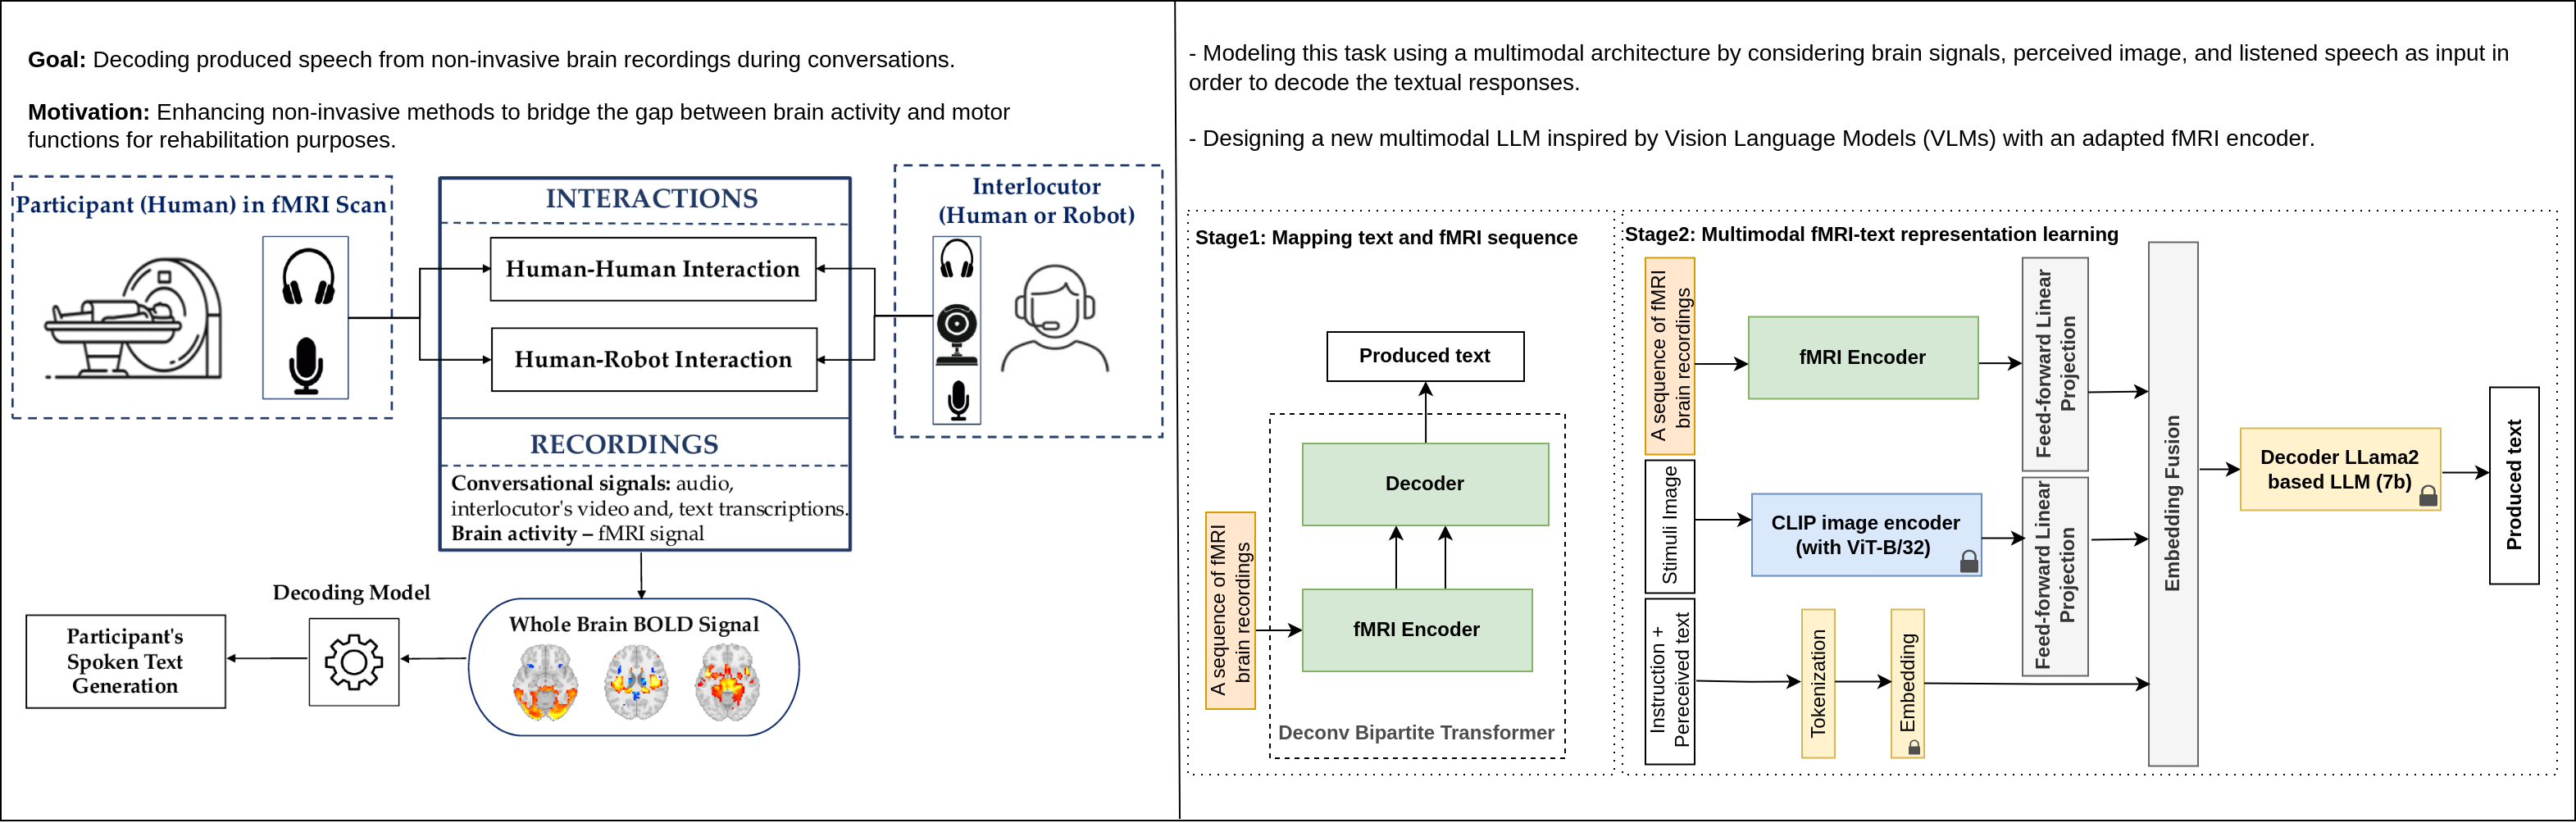 Goal: Decoding produced speech from non-invasive brain recordings during conversations.
Motivation: Enhancing non-invasive methods to bridge the gap between brain activity and motor
functions for rehabilitation purposes.
Participant (Human) in fMRI Scan
INTERACTIONS
Human-Human Interaction
Human-Robot Interaction
Interlocutor
(Human or Robot)
RECORDINGS
Conversational signals: audio,
interlocutor's video and, text transcriptions.
Brain activity – fMRI signal
Whole Brain BOLD Signal
Decoding Model
Participant's
Spoken Text
Generation
- Modeling this task using a multimodal architecture by considering brain signals, perceived image, and listened speech as input in
order to decode the textual responses.
- Designing a new multimodal LLM inspired by Vision Language Models (VLMs) with an adapted fMRI encoder.
Stage1: Mapping text and fMRI sequence
Produced text
Decoder
fMRI Encoder
A sequence of fMRI
brain recordings
Deconv Bipartite Transformer
Stage2: Multimodal fMRI-text representation learning
A sequence of fMRI
brain recordings
fMRI Encoder
Feed-forward Linear
Projection
Stimuli Image
CLIP image encoder
(with ViT-B/32)
Feed-forward Linear
Projection
Instruction +
Pereceived text
Tokenization
Embedding
Embedding Fusion
Decoder LLama2
based LLM (7b)
Produced text